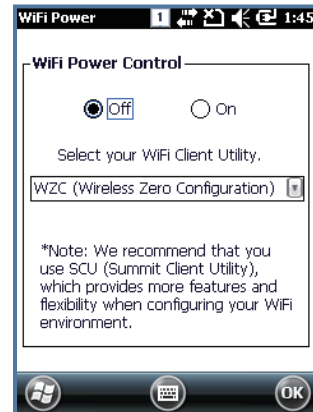 WiFi Power 1 1:45
WiFi Power Control
Off On
Select your WiFi Client Utility.
WZC (Wireless Zero Configuration)
*Note: We recommend that you
use SCU (Summit Client Utility),
which provides more features and
flexibility when configuring your WiFi
environment.
OK